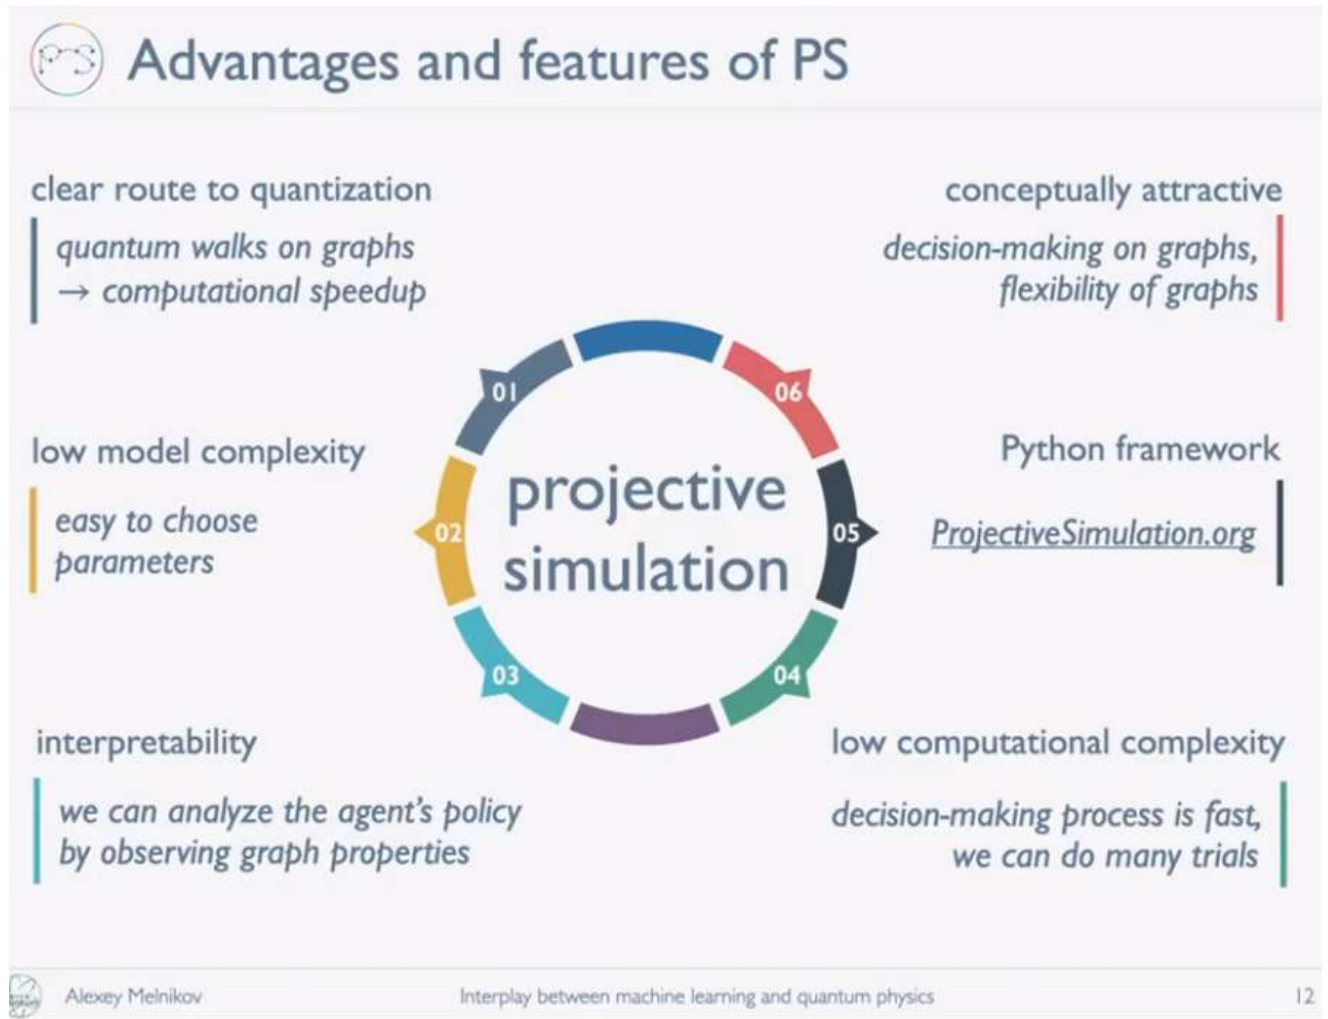 PS
Advantages and features of PS
clear route to quantization
quantum walks on graphs
→ computational speedup
conceptually attractive
decision-making on graphs,
flexibility of graphs
01
06
low model complexity
easy to choose
parameters
02
projective
simulation
05
Python framework
ProjectiveSimulation.org
03
04
interpretability
we can analyze the agent's policy
by observing graph properties
low computational complexity
decision-making process is fast,
we can do many trials
Alexey Melnikov
Interplay between machine learning and quantum physics
12